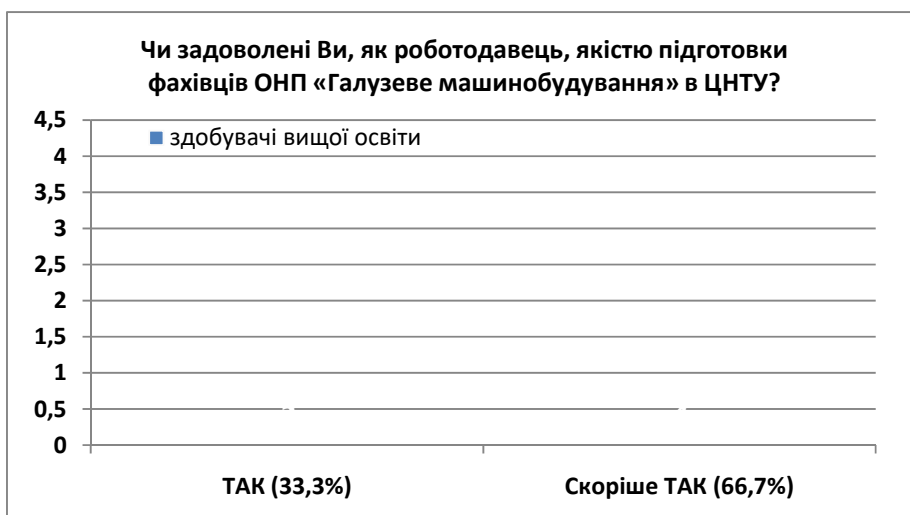 Чи задоволені Ви, як роботодавець, якістю підготовки
фахівців ОНП «Галузеве машинобудування» в ЦНТУ?
4,5
здобувачі вищої освіти
4
3,5
3
2,5
2
1,5
1
0,5
0
ТАК (33,3%) Скоріше ТАК (66,7%)